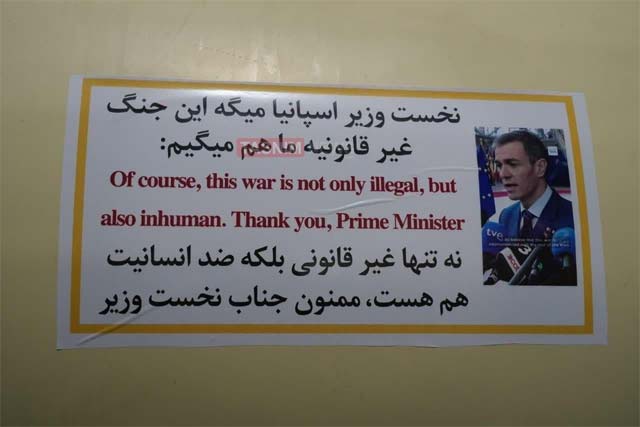 نخست وزیر اسپانیا میگه این جنگ
غیر قانونیه ما هم میگیم:
Of course, this war is not only illegal, but
also inhuman. Thank you, Prime Minister
نه تنها غیر قانونی بلکه ضد انسانیت
هم هست، ممنون جناب نخست وزیر
tve